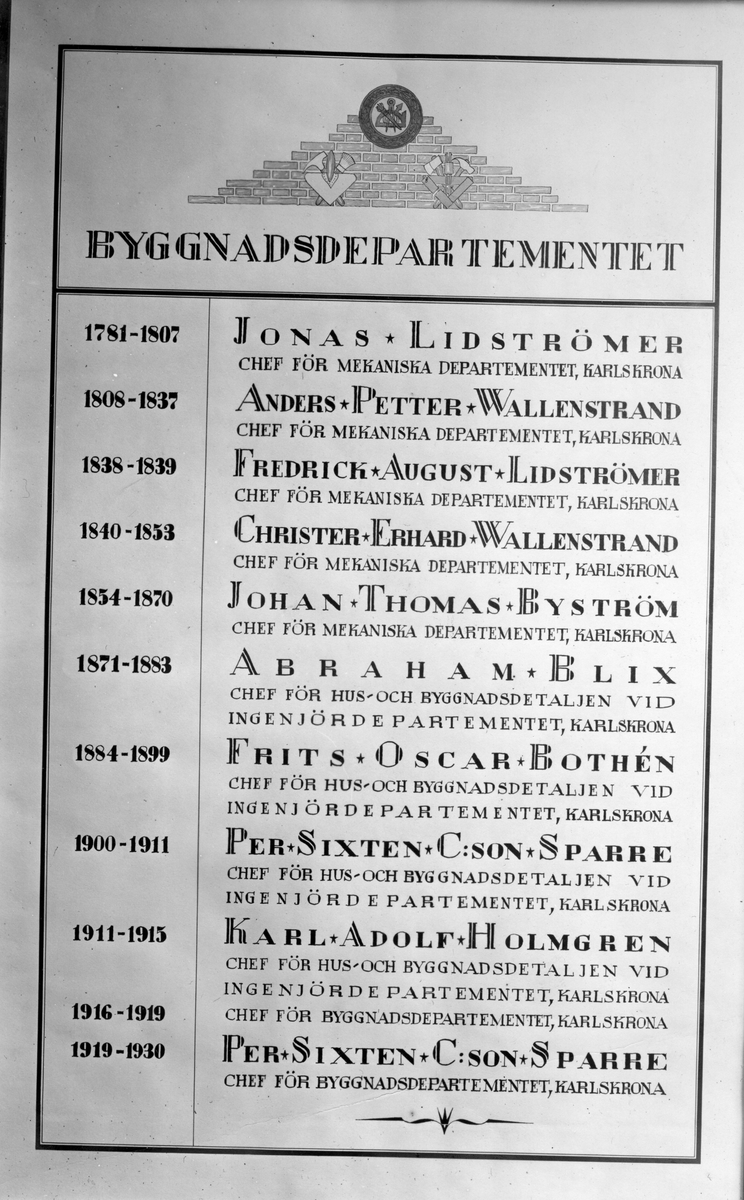 BYGGNADSDEPARTEMENTET
1781-1807 JONAS ★ LIDSTRÖMER
CHEF FÖR MEKANISKA DEPARTEMENTET, KARLSKRONA
1808-1837 ANDERS ★ PETTER ★ WALLENSTRAND
CHEF FÖR MEKANISKA DEPARTEMENTET, KARLSKRONA
1838-1839 FREDRICK ★ AUGUST ★ LIDSTRÖMER
CHEF FÖR MEKANISKA DEPARTEMENTET, KARLSKRONA
1840-1853 CHRISTER ★ ERHARD ★ WALLENSTRAND
CHEF FÖR MEKANISKA DEPARTEMENTET, KARLSKRONA
1854-1870 JOHAN ★ THOMAS ★ BYSTRÖM
CHEF FÖR MEKANISKA DEPARTEMENTET, KARLSKRONA
1871-1883 ABRAHAM ★ BLIX
CHEF FÖR HUS-OCH BYGGNADSDETALJEN VID
INGENJÖRDEPARTEMENTET, KARLSKRONA
1884-1899 FRITS ★ OSCAR ★ BOTHÉN
CHEF FÖR HUS-OCH BYGGNADSDETALJEN VID
INGENJÖRDEPARTEMENTET, KARLSKRONA
1900-1911 PER ★ SIXTEN ★ C:SON ★ SPARRE
CHEF FÖR HUS-OCH BYGGNADSDETALJEN VID
INGENJÖRDEPARTEMENTET, KARLSKRONA
1911-1915 KARL ★ ADOLF ★ HOLMGREN
CHEF FÖR HUS-OCH BYGGNADSDETALJEN VID
INGENJÖRDEPARTEMENTET, KARLSKRONA
1916-1919 CHEF FÖR BYGGNADSDEPARTEMENTET, KARLSKRONA
1919-1930 PER ★ SIXTEN ★ C:SON ★ SPARRE
CHEF FÖR BYGGNADSDEPARTEMENTET, KARLSKRONA